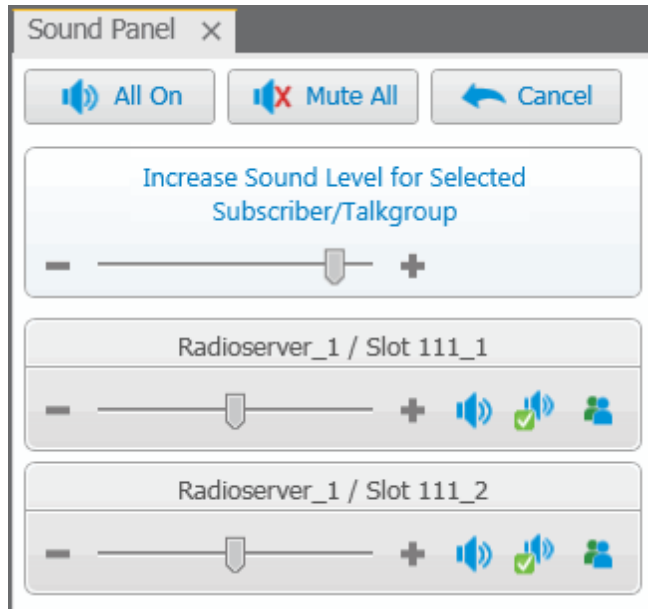 Sound Panel
All On Mute All Cancel
Increase Sound Level for Selected
Subscriber/Talkgroup
Radioserver_1 / Slot 111_1
Radioserver_1 / Slot 111_2